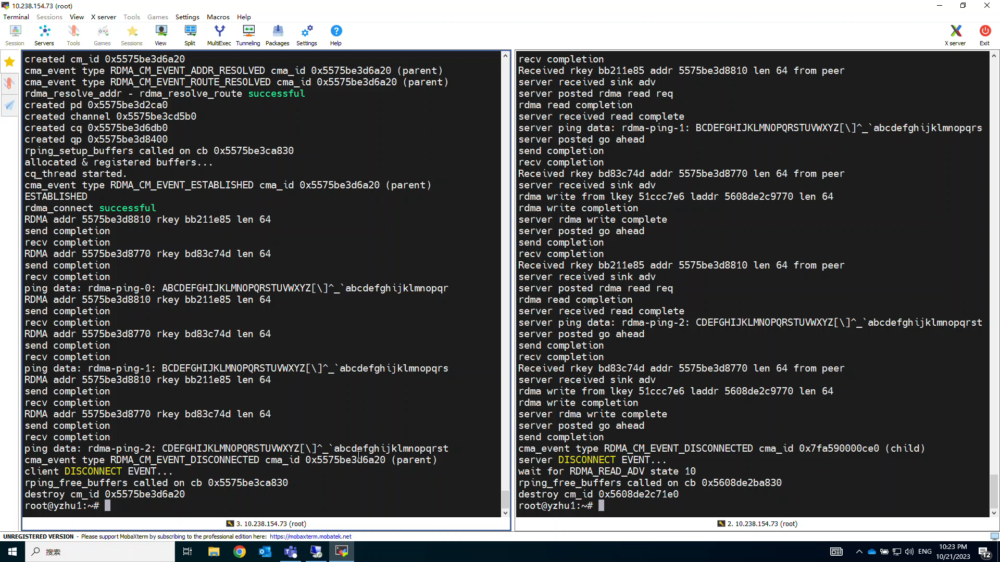 10.238.154.73 (root)
Terminal Sessions View X server Tools Games Settings Macros Help
Session Servers Tools Games Sessions View Split MultiExec Tunneling Packages Settings Help X server Exit
created cm_id 0x5575be3d6a20
cma_event type RDMA_CM_EVENT_ADDR_RESOLVED cma_id 0x5575be3d6a20 (parent)
cma_event type RDMA_CM_EVENT_ROUTE_RESOLVED cma_id 0x5575be3d6a20 (parent)
rdma_resolve_addr - rdma_resolve_route successful
created pd 0x5575be3d2ca0
created channel 0x5575be3cd5b0
created cq 0x5575be3d6db0
created qp 0x5575be3d8400
rping_setup_buffers called on cb 0x5575be3ca830
allocated & registered buffers...
cq_thread started.
cma_event type RDMA_CM_EVENT_ESTABLISHED cma_id 0x5575be3d6a20 (parent)
ESTABLISHED
rdma_connect successful
RDMA addr 5575be3d8810 rkey bb211e85 len 64
send completion
recv completion
RDMA addr 5575be3d8770 rkey bd83c74d len 64
send completion
recv completion
ping data: rdma-ping-0: ABCDEFGHIJKLMNOPQRSTUVWXYZ[\]^_`abcdefghijklmnopqr
RDMA addr 5575be3d8810 rkey bb211e85 len 64
send completion
recv completion
RDMA addr 5575be3d8770 rkey bd83c74d len 64
send completion
recv completion
ping data: rdma-ping-1: BCDEFGHIJKLMNOPQRSTUVWXYZ[\]^_`abcdefghijklmnopqrs
RDMA addr 5575be3d8810 rkey bb211e85 len 64
send completion
recv completion
RDMA addr 5575be3d8770 rkey bd83c74d len 64
send completion
recv completion
ping data: rdma-ping-2: CDEFGHIJKLMNOPQRSTUVWXYZ[\]^_`abcdefghijklmnopqrst
cma_event type RDMA_CM_EVENT_DISCONNECTED cma_id 0x5575be3d6a20 (parent)
client DISCONNECT EVENT...
rping_free_buffers called on cb 0x5575be3ca830
destroy cm_id 0x5575be3d6a20
root@yzhu1:~#
3. 10.238.154.73 (root)
recv completion
Received rkey bb211e85 addr 5575be3d8810 len 64 from peer
server received sink adv
server posted rdma read req
rdma read completion
server received read complete
server ping data: rdma-ping-1: BCDEFGHIJKLMNOPQRSTUVWXYZ[\]^_`abcdefghijklmnopqrs
server posted go ahead
send completion
recv completion
Received rkey bd83c74d addr 5575be3d8770 len 64 from peer
server received sink adv
rdma write from lkey 51ccc7e6 laddr 5608de2c9770 len 64
rdma write completion
server rdma write complete
server posted go ahead
send completion
recv completion
Received rkey bb211e85 addr 5575be3d8810 len 64 from peer
server received sink adv
server posted rdma read req
rdma read completion
server received read complete
server ping data: rdma-ping-2: CDEFGHIJKLMNOPQRSTUVWXYZ[\]^_`abcdefghijklmnopqrst
server posted go ahead
send completion
recv completion
Received rkey bd83c74d addr 5575be3d8770 len 64 from peer
server received sink adv
rdma write from lkey 51ccc7e6 laddr 5608de2c9770 len 64
rdma write completion
server rdma write complete
server posted go ahead
send completion
cma_event type RDMA_CM_EVENT_DISCONNECTED cma_id 0x7fa590000ce0 (child)
server DISCONNECT EVENT...
wait for RDMA_READ_ADV state 10
rping_free_buffers called on cb 0x5608de2ba830
destroy cm_id 0x5608de2c71e0
root@yzhu1:~#
2. 10.238.154.73 (root)
UNREGISTERED VERSION - Please support MobaXterm by subscribing to the professional edition here: https://mobaxterm.mobatek.net
搜索
ENG
10:23 PM
10/21/2023
12